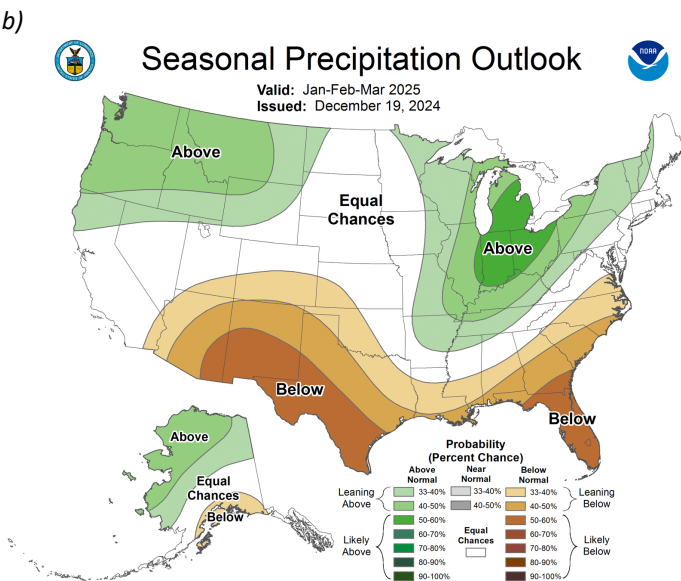 b)
Seasonal Precipitation Outlook
NOAA
Valid: Jan-Feb-Mar 2025
Issued: December 19, 2024
Above
Equal
Chances
Above
Below
Below
Above
Equal
Chances
Below
Probability
(Percent Chance)
Above
Normal
Near
Normal
Below
Normal
Leaning
Above
33-40%
33-40%
33-40%
Leaning
Below
40-50%
40-50%
40-50%
Likely
Above
50-60%
60-70%
70-80%
80-90%
90-100%
Equal
Chances
50-60%
60-70%
70-80%
80-90%
90-100%
Likely
Below